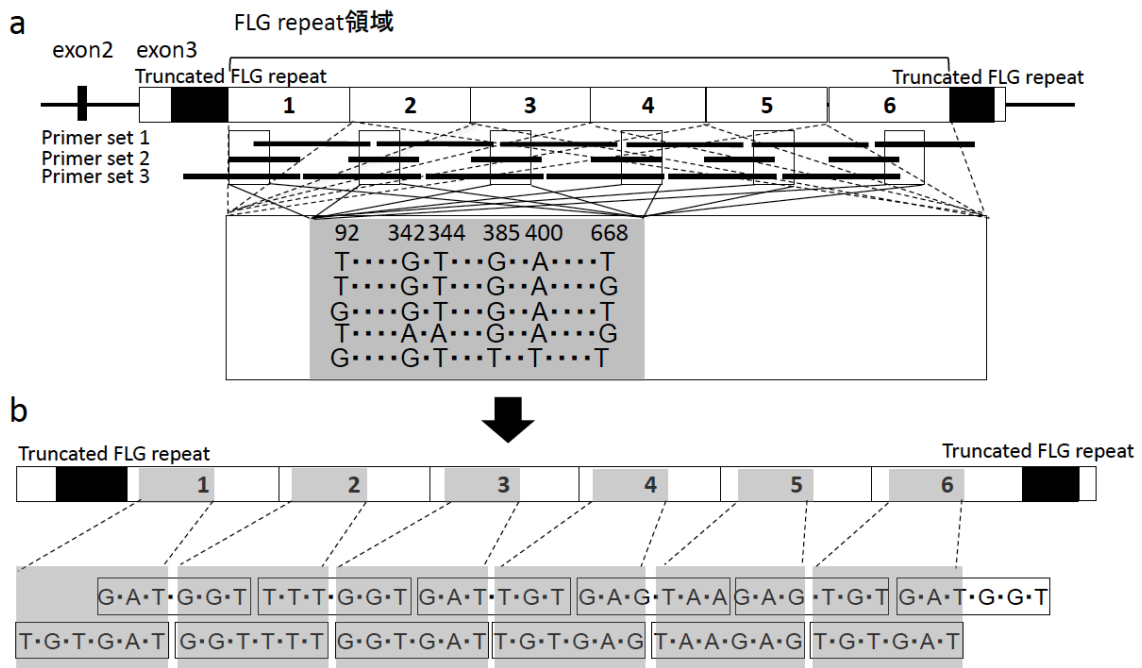 a
FLG repeat領域
exon2 exon3
Truncated FLG repeat
Truncated FLG repeat
1 2 3 4 5 6
Primer set 1
Primer set 2
Primer set 3
92 342 344 385 400 668
T････G･T･･･G･･A････T
T････G･T･･･G･･A････G
G････G･T･･･G･･A････T
T････A･A･･･G･･A････G
G････G･T･･･T･･T････T
b
Truncated FLG repeat
Truncated FLG repeat
1 2 3 4 5 6
G･A･T･G･G･T T･T･T･G･G･T G･A･T･T･G･T G･A･G･T･A･A G･A･G･T･G･T G･A･T･G･G･T
T･G･T･G･A･T G･G･T･T･T･T G･G･T･G･A･T T･G･T･G･A･G T･A･A･G･A･G T･G･T･G･A･T